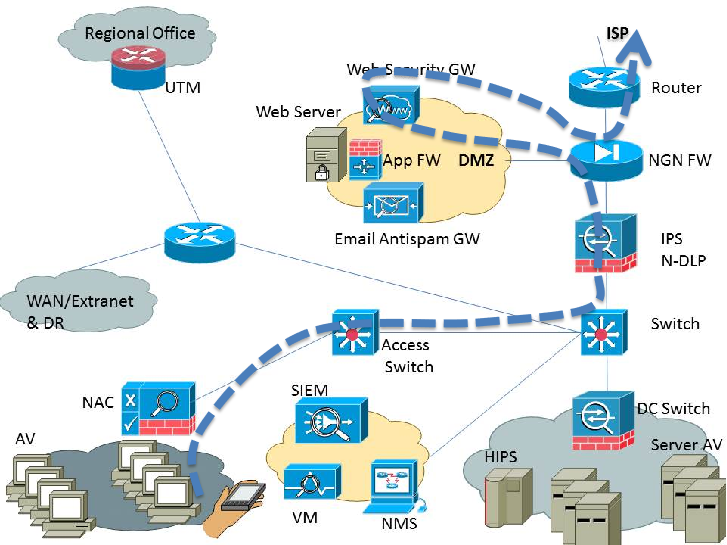 Regional Office
UTM
ISP
Web Security GW
Router
Web Server
App FW
DMZ
NGN FW
Email Antispam GW
IPS
N-DLP
WAN/Extranet
& DR
Access
Switch
Switch
NAC
SIEM
DC Switch
AV
Server AV
HIPS
VM
NMS